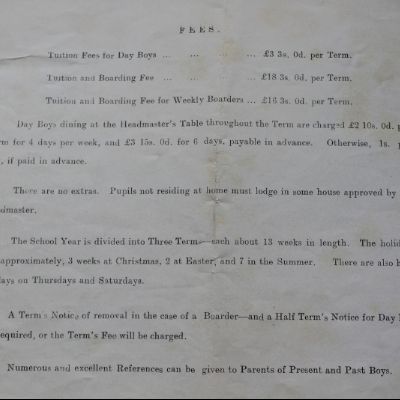 FEES.
Tuition Fees for Day Boys ... ... ... ... £3 3s. 0d. per Term.
Tuition and Boarding Fee ... ... ... £18 3s. 0d. per Term.
Tuition and Boarding Fee for Weekly Boarders ... £16 3s. 0d. per Term.
Day Boys dining at the Headmaster's Table throughout the Term are charged £2 10s. 0d. p
rm for 4 days per week, and £3 15s. 0d. for 6 days, payable in advance. Otherwise, 1s. p
, if paid in advance.
There are no extras. Pupils not residing at home must lodge in some house approved by
dmaster.
The School Year is divided into Three Terms—each about 13 weeks in length. The holid
approximately, 3 weeks at Christmas, 2 at Easter, and 7 in the Summer. There are also h
days on Thursdays and Saturdays.
A Term's Notice of removal in the case of a Boarder—and a Half Term's Notice for Day
equired, or the Term's Fee will be charged.
Numerous and excellent References can be given to Parents of Present and Past Boys.